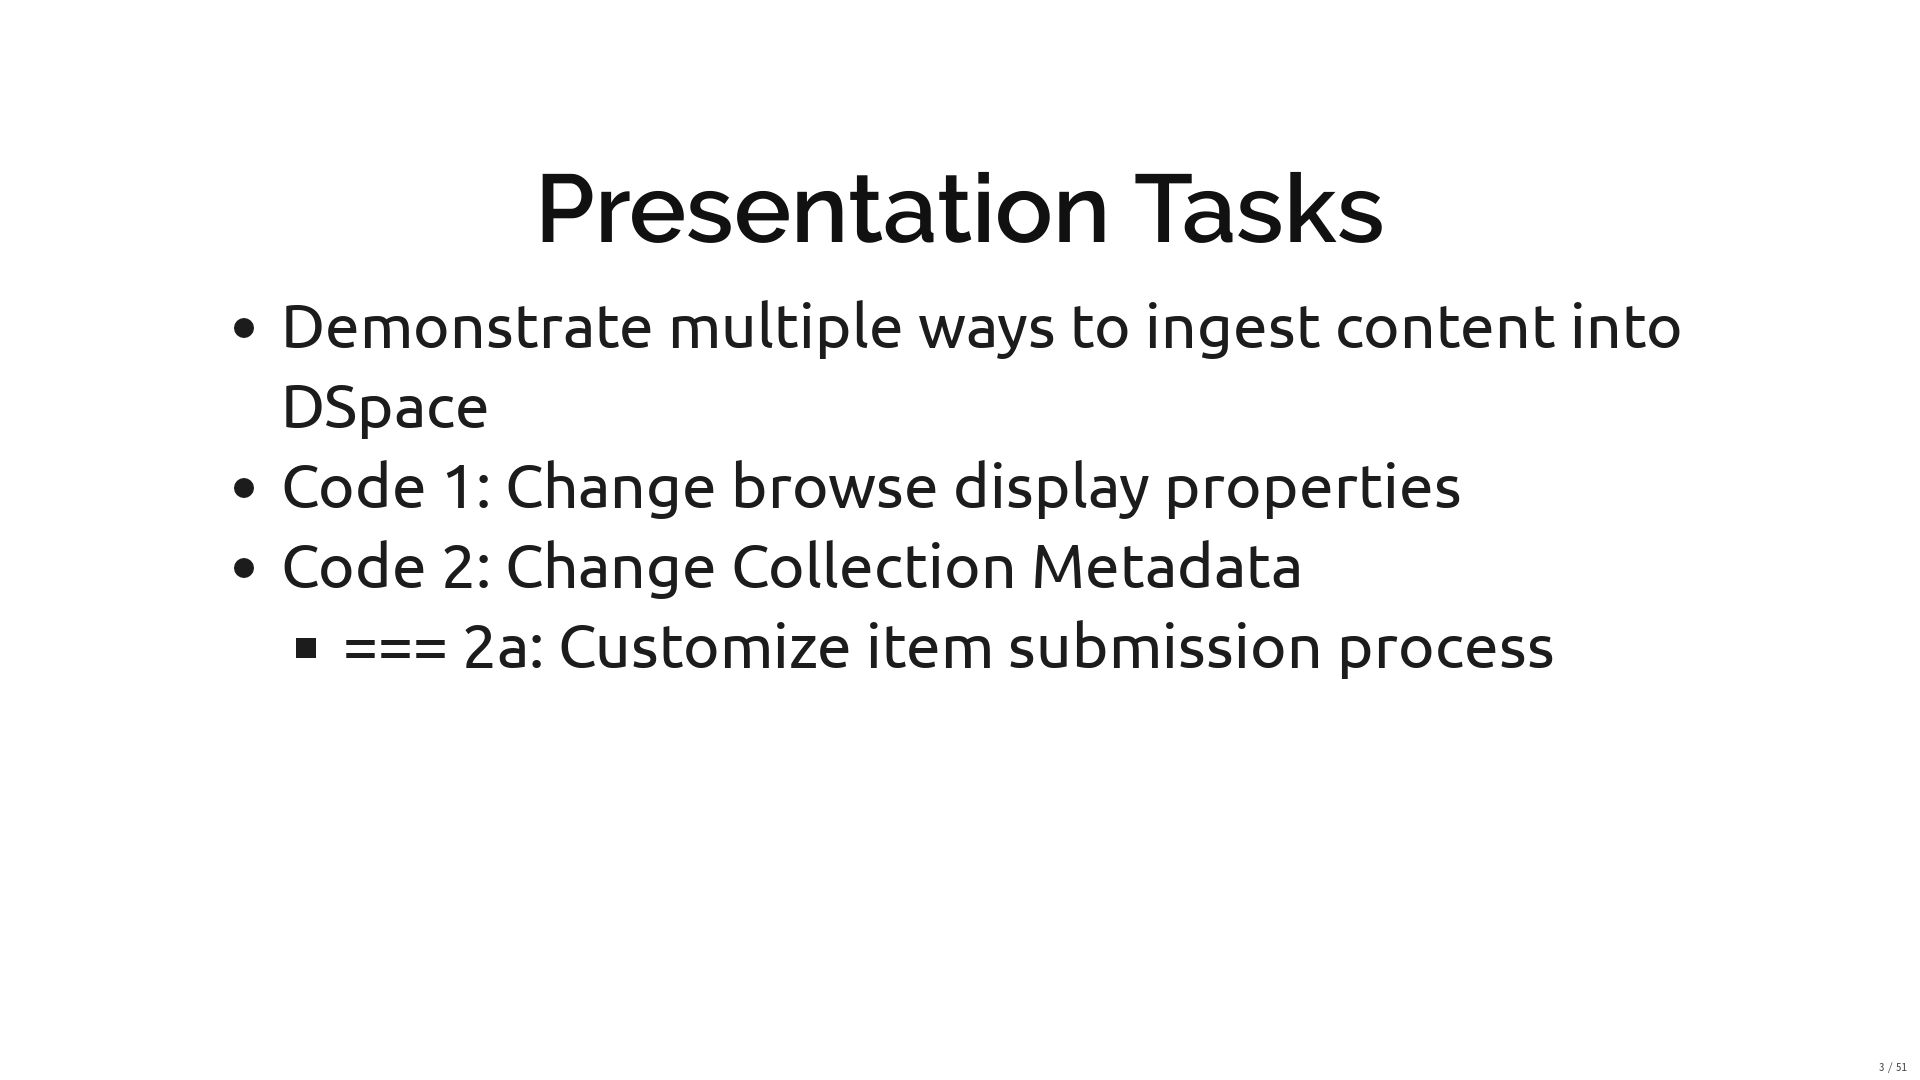 Presentation Tasks
• Demonstrate multiple ways to ingest content into
DSpace
• Code 1: Change browse display properties
• Code 2: Change Collection Metadata
▪ === 2a: Customize item submission process
3 / 51